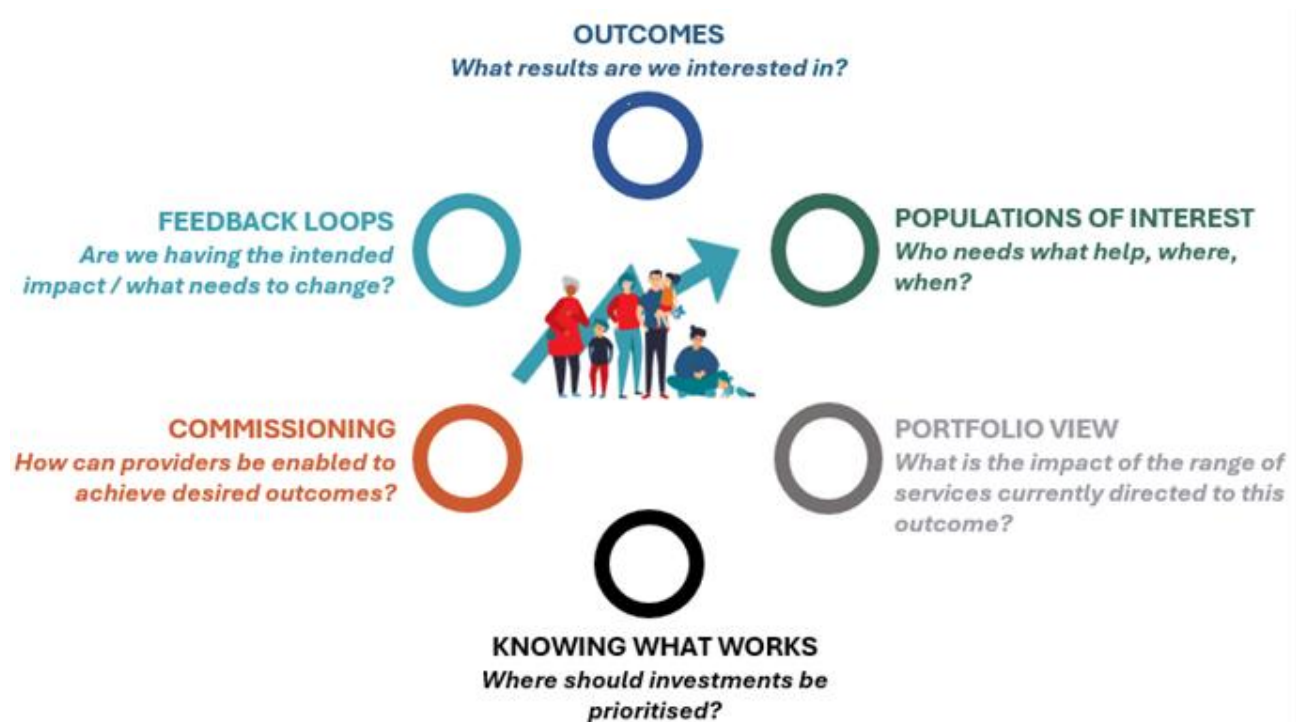 OUTCOMES
What results are we interested in?
FEEDBACK LOOPS
Are we having the intended
impact / what needs to change?
POPULATIONS OF INTEREST
Who needs what help, where,
when?
COMMISSIONING
How can providers be enabled to
achieve desired outcomes?
PORTFOLIO VIEW
What is the impact of the range of
services currently directed to this
outcome?
KNOWING WHAT WORKS
Where should investments be
prioritised?